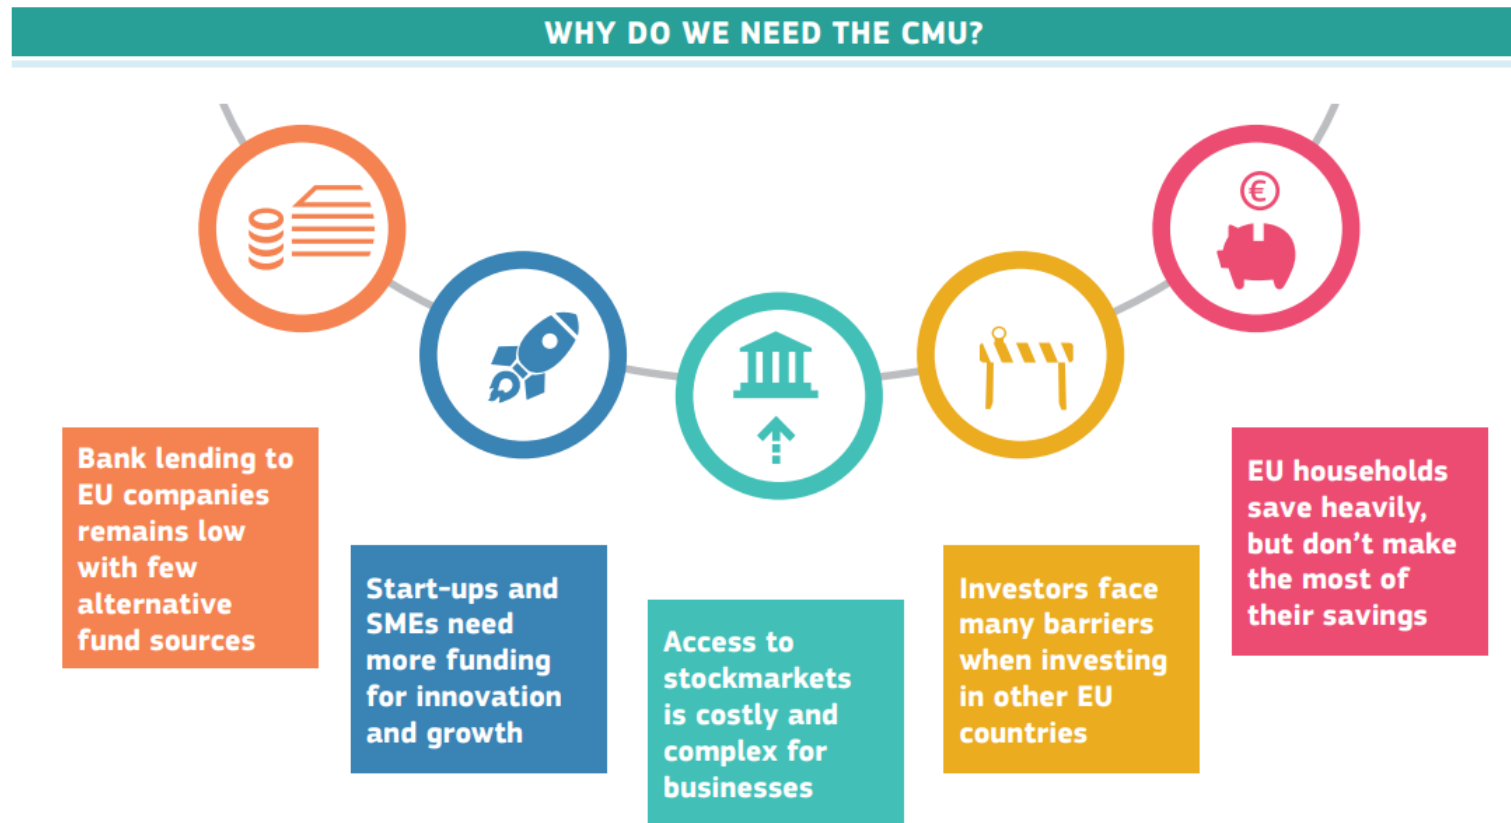 WHY DO WE NEED THE CMU?
€
Bank lending to
EU companies
remains low
with few
alternative
fund sources
Start-ups and
SMEs need
more funding
for innovation
and growth
Access to
stockmarkets
is costly and
complex for
businesses
Investors face
many barriers
when investing
in other EU
countries
EU households
save heavily,
but don't make
the most of
their savings